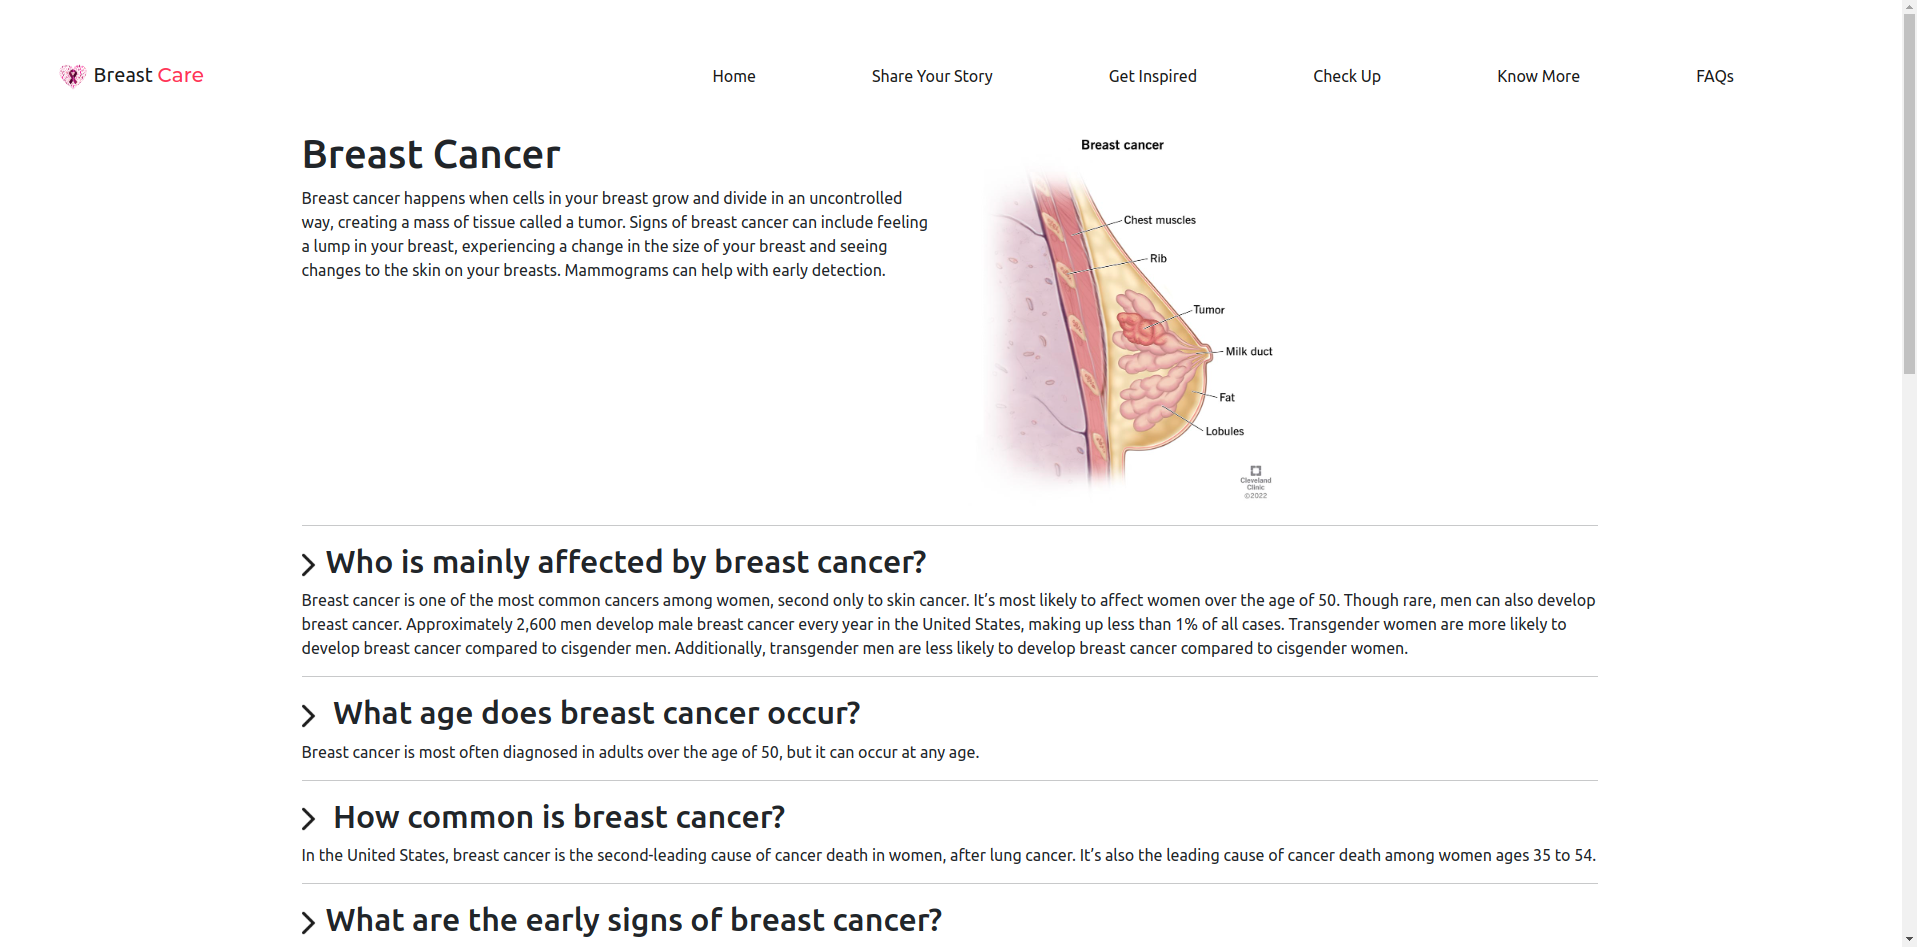 Breast Care
Home
Share Your Story
Get Inspired
Check Up
Know More
FAQs
Breast Cancer
Breast cancer happens when cells in your breast grow and divide in an uncontrolled
way, creating a mass of tissue called a tumor. Signs of breast cancer can include feeling
a lump in your breast, experiencing a change in the size of your breast and seeing
changes to the skin on your breasts. Mammograms can help with early detection.
Breast cancer
Chest muscles
Rib
Tumor
Milk duct
Fat
Lobules
Cleveland
Clinic
©2022
Who is mainly affected by breast cancer?
Breast cancer is one of the most common cancers among women, second only to skin cancer. It’s most likely to affect women over the age of 50. Though rare, men can also develop
breast cancer. Approximately 2,600 men develop male breast cancer every year in the United States, making up less than 1% of all cases. Transgender women are more likely to
develop breast cancer compared to cisgender men. Additionally, transgender men are less likely to develop breast cancer compared to cisgender women.
What age does breast cancer occur?
Breast cancer is most often diagnosed in adults over the age of 50, but it can occur at any age.
How common is breast cancer?
In the United States, breast cancer is the second-leading cause of cancer death in women, after lung cancer. It’s also the leading cause of cancer death among women ages 35 to 54.
What are the early signs of breast cancer?